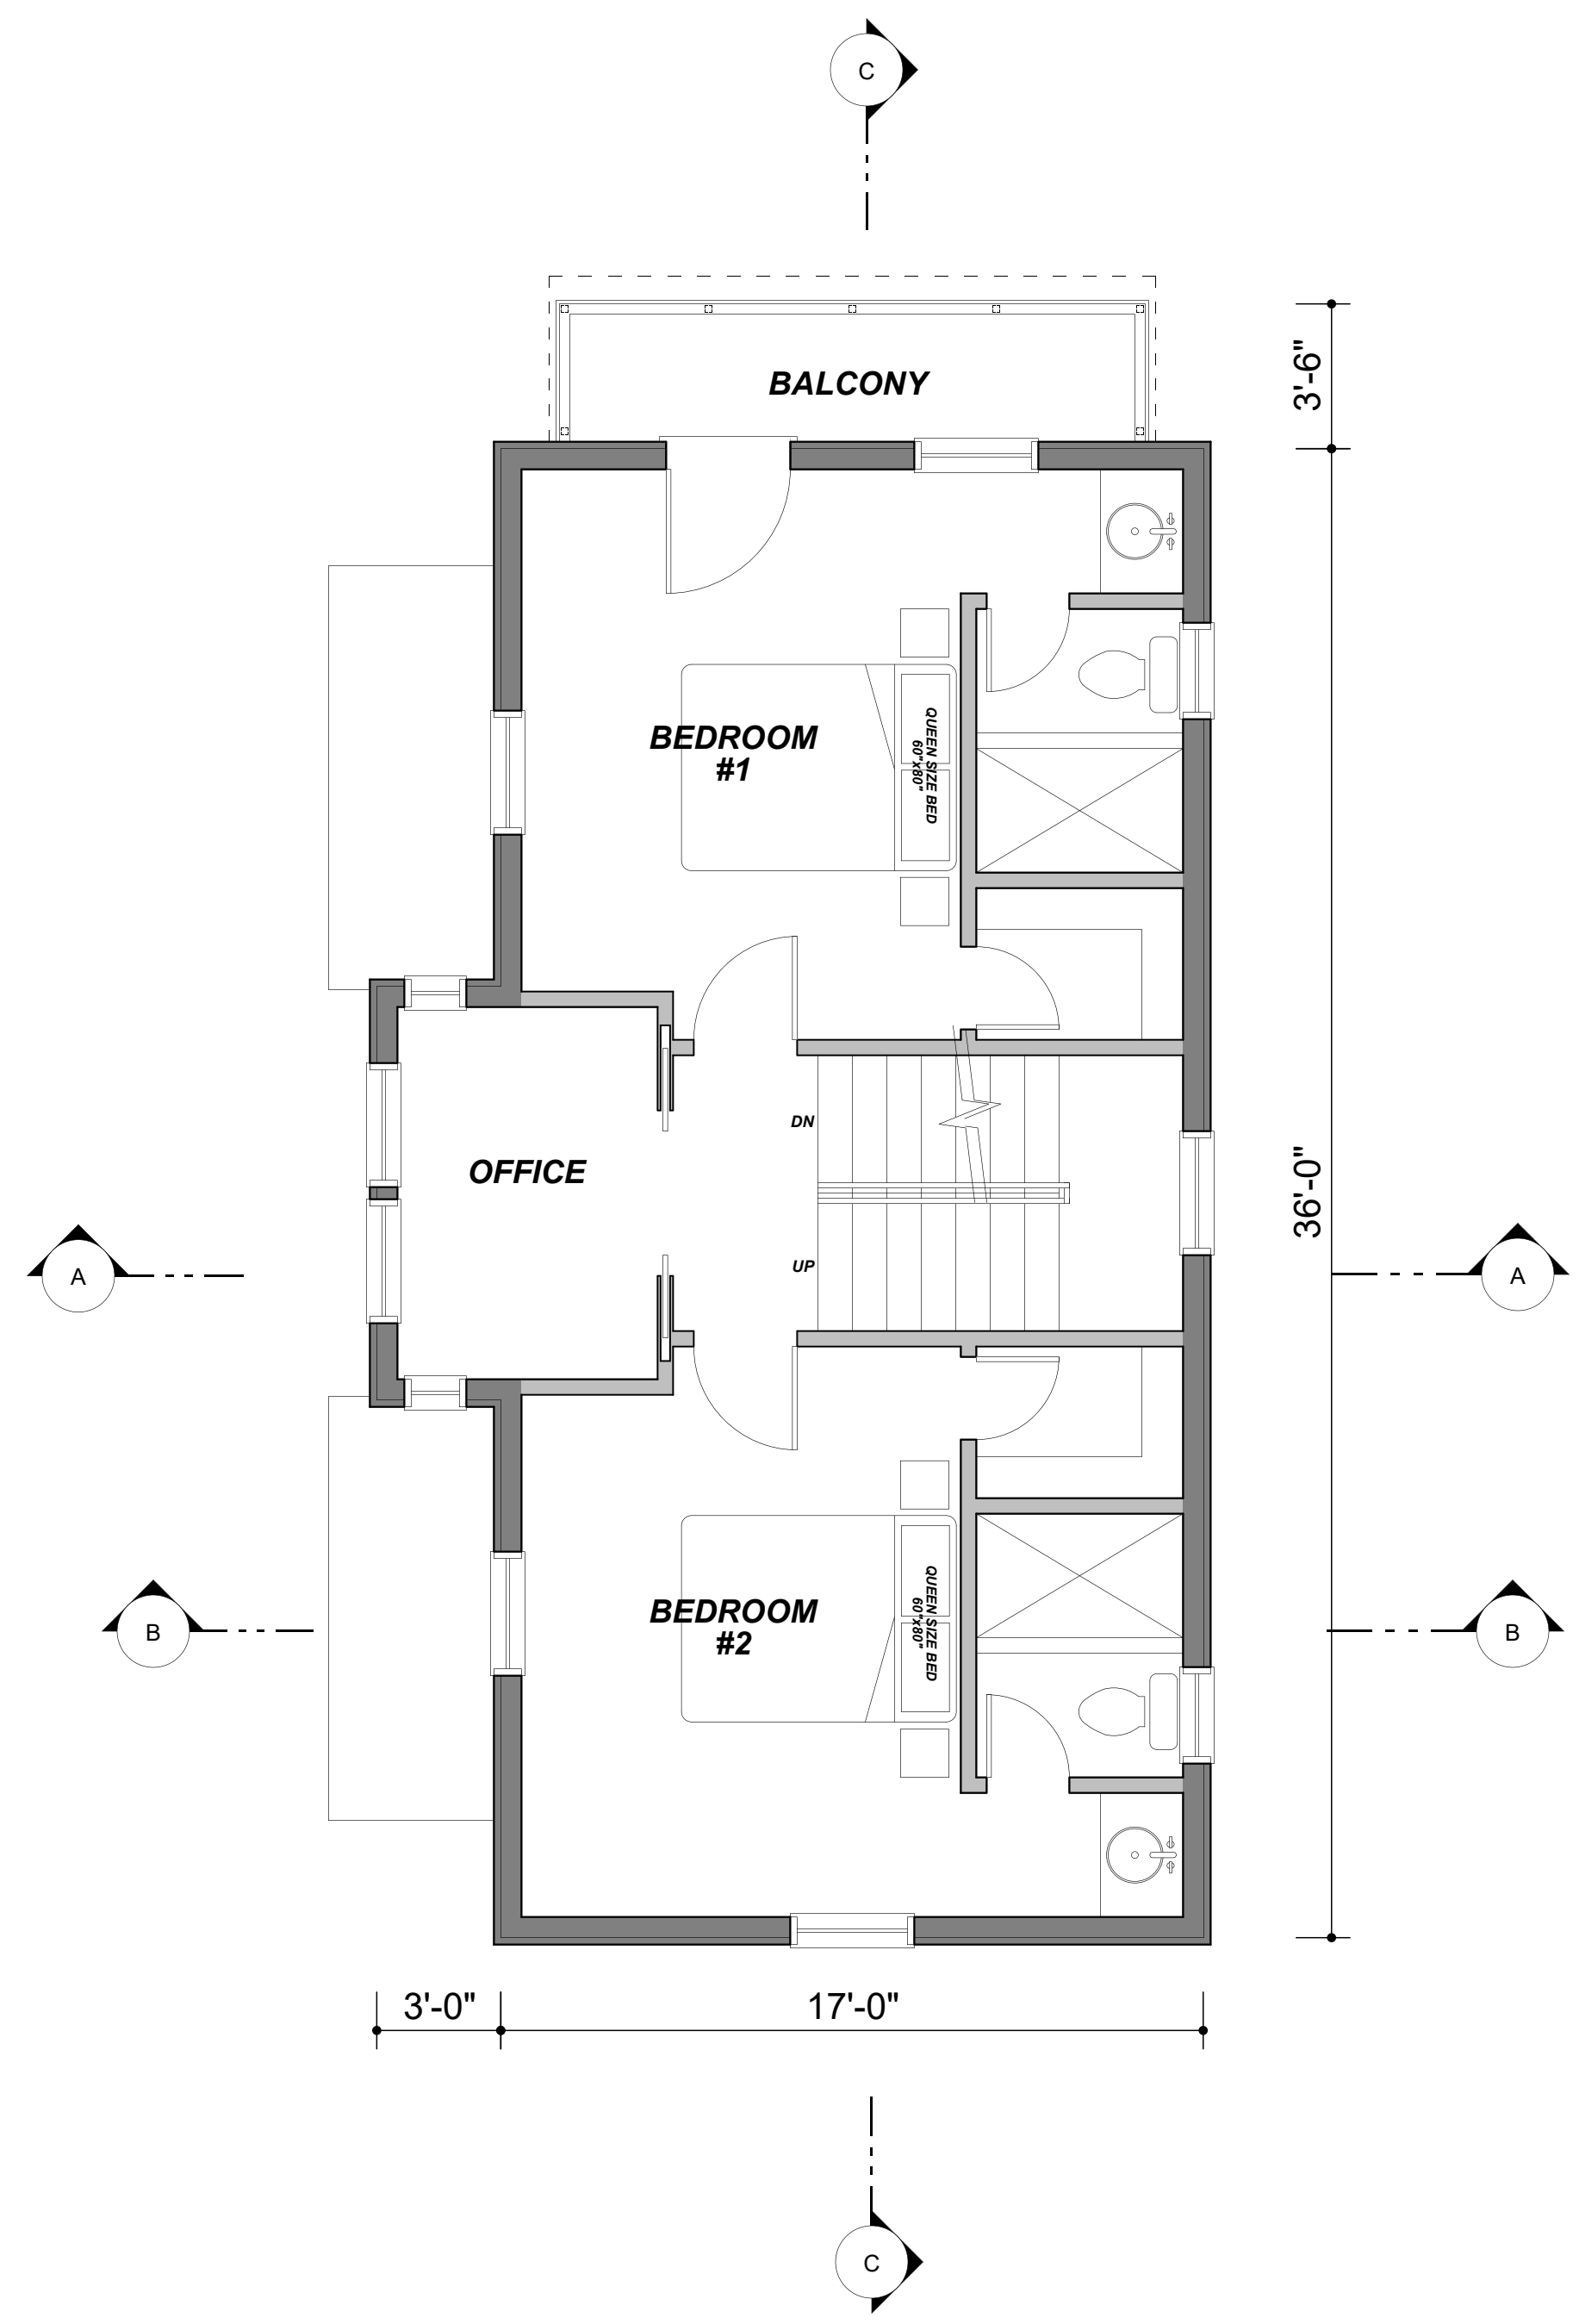 C
BALCONY
3'-6"
BEDROOM
#1
QUEEN SIZE BED
60"x80"
DN
OFFICE
36'-0"
UP
A
A
BEDROOM
#2
QUEEN SIZE BED
60"x80"
B
B
3'-0"
17'-0"
C